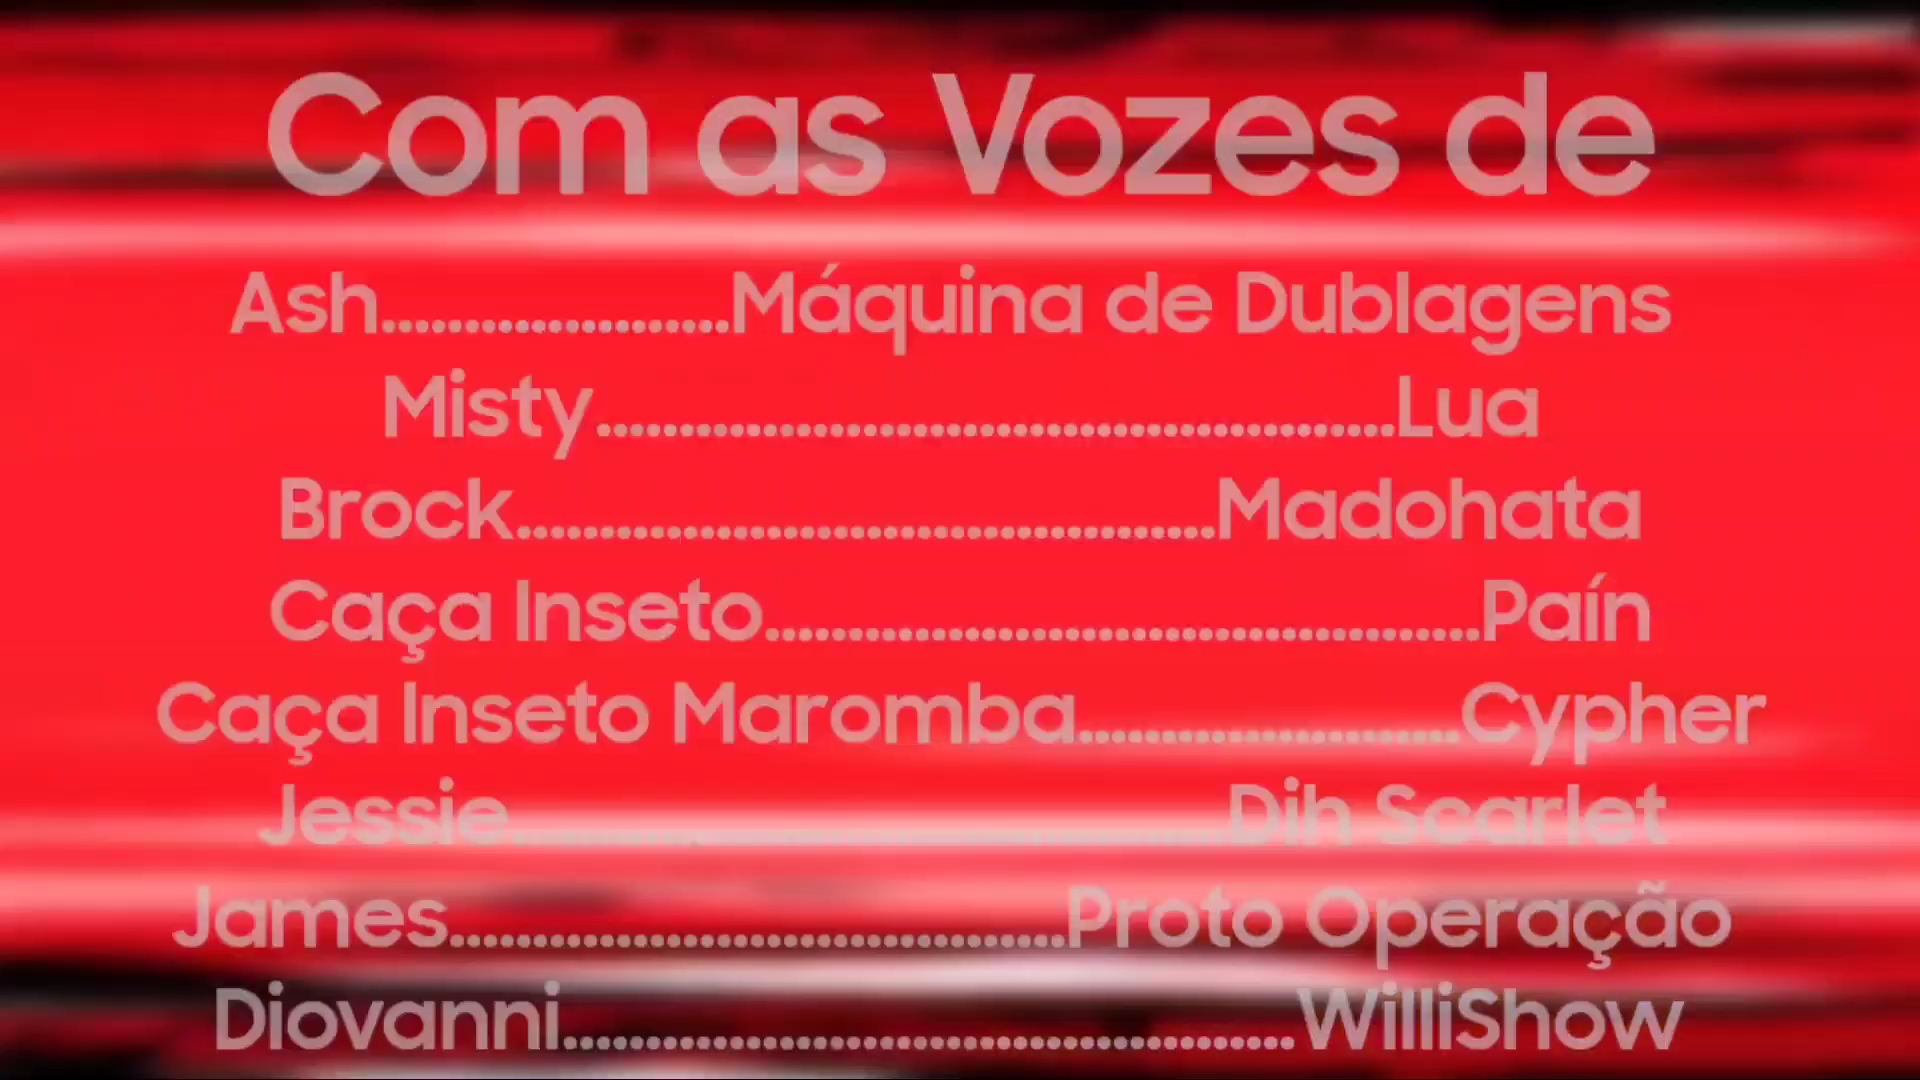 Com as Vozes de
Ash.....................Máquina de Dublagens
Misty................................................Lua
Brock..........................................Madohata
Caça Inseto...........................................Paín
Caça Inseto Maromba.......................Cypher
Jessie...........................................Dih Scarlet
James.....................................Proto Operação
Diovanni............................................WilliShow